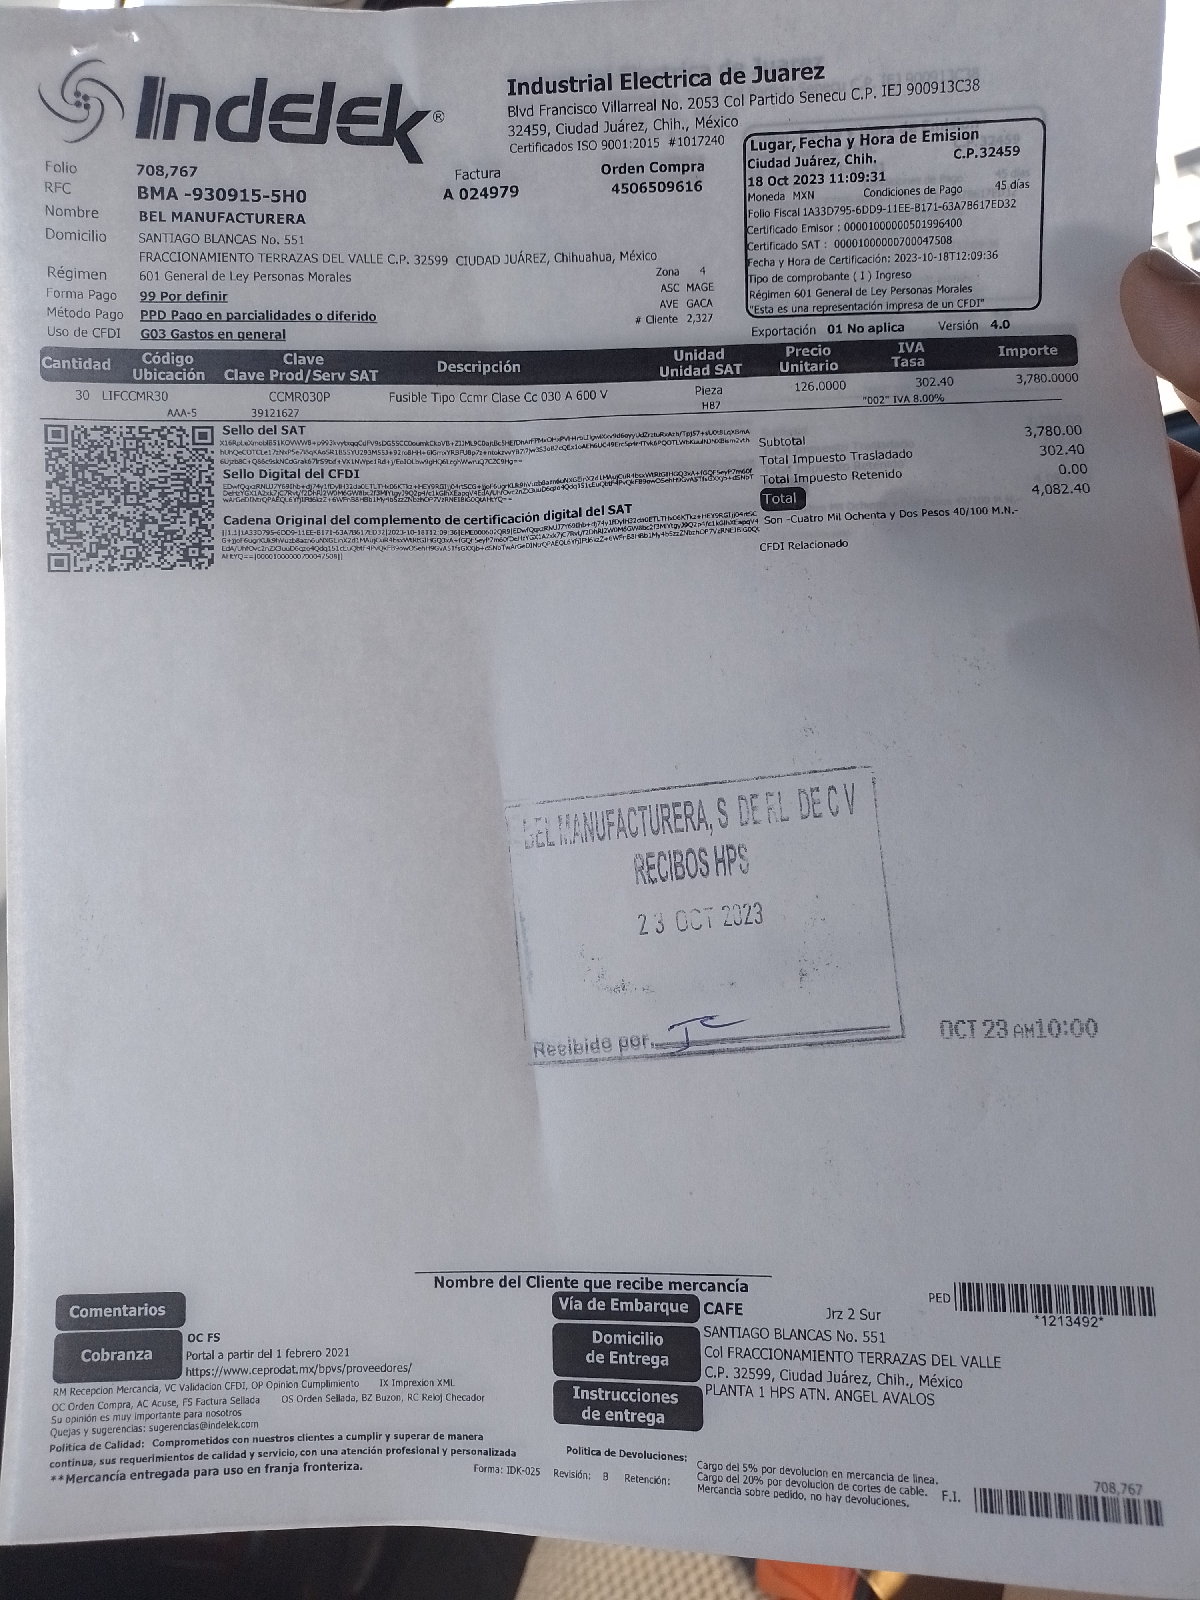 Indelek®
Industrial Electrica de Juarez
Blvd Francisco Villarreal No. 2053 Col Partido Senecu C.P. IEJ 900913C38
32459, Ciudad Juárez, Chih., México
Certificados ISO 9001:2015 #1017240
Folio 708,767 Factura Orden Compra
RFC BMA -930915-5H0 A 024979 4506509616
Nombre BEL MANUFACTURERA
Domicilio SANTIAGO BLANCAS No. 551
FRACCIONAMIENTO TERRAZAS DEL VALLE C.P. 32599 CIUDAD JUÁREZ, Chihuahua, México
Régimen 601 General de Ley Personas Morales Zona 4
Forma Pago 99 Por definir ASC MAGE
Método Pago PPD Pago en parcialidades o diferido AVE GACA
Uso de CFDI G03 Gastos en general # Cliente 2,327
Lugar, Fecha y Hora de Emision
Ciudad Juárez, Chih. C.P.32459
18 Oct 2023 11:09:31
Moneda MXN Condiciones de Pago 45 días
Folio Fiscal 1A33D795-6DD9-11EE-B171-63A7B617ED32
Certificado Emisor : 00001000000501996400
Certificado SAT : 00001000000700047508
Fecha y Hora de Certificación: 2023-10-18T12:09:36
Tipo de comprobante ( I ) Ingreso
Régimen 601 General de Ley Personas Morales
"Esta es una representación impresa de un CFDI"
Exportación 01 No aplica Versión 4.0
Cantidad Código Ubicación Clave Clave Prod/Serv SAT Descripción Unidad Unidad SAT Precio Unitario IVA Tasa Importe
30 LIFCCMR30 CCMR030P Fusible Tipo Ccmr Clase Cc 030 A 600 V Pieza 126.0000 302.40 3,780.0000
AAA-5 39121627 H87 "002" IVA 8.00%
Sello del SAT
Sello Digital del CFDI
Cadena Original del complemento de certificación digital del SAT
Subtotal 3,780.00
Total Impuesto Trasladado 302.40
Total Impuesto Retenido 0.00
Total 4,082.40
Son -Cuatro Mil Ochenta y Dos Pesos 40/100 M.N.-
CFDI Relacionado
BEL MANUFACTURERA, S DE RL DE C V
RECIBOS HPS
23 OCT 2023
Recibido por.
OCT 23 AM10:00
Nombre del Cliente que recibe mercancía
Comentarios
Cobranza
OC FS
Portal a partir del 1 febrero 2021
https://www.ceprodat.mx/bpvs/proveedores/
RM Recepcion Mercancia, VC Validacion CFDI, OP Opinion Cumplimiento IX Imprexion XML
OC Orden Compra, AC Acuse, FS Factura Sellada OS Orden Sellada, BZ Buzon, RC Reloj Checador
Su opinión es muy importante para nosotros
Quejas y sugerencias: sugerencias@indelek.com
Politica de Calidad: Comprometidos con nuestros clientes a cumplir y superar de manera
continua, sus requerimientos de calidad y servicio, con una atención profesional y personalizada
**Mercancía entregada para uso en franja fronteriza.
Vía de Embarque CAFE Jrz 2 Sur
Domicilio de Entrega
SANTIAGO BLANCAS No. 551
Col FRACCIONAMIENTO TERRAZAS DEL VALLE
C.P. 32599, Ciudad Juárez, Chih., México
Instrucciones de entrega
PLANTA 1 HPS ATN. ANGEL AVALOS
PED
*1213492*
Forma: IDK-025 Revisión: B Retención:
Politica de Devoluciones:
Cargo del 5% por devolucion en mercancia de linea.
Cargo del 20% por devolucion de cortes de cable.
Mercancia sobre pedido, no hay devoluciones.
F.I.
708,767